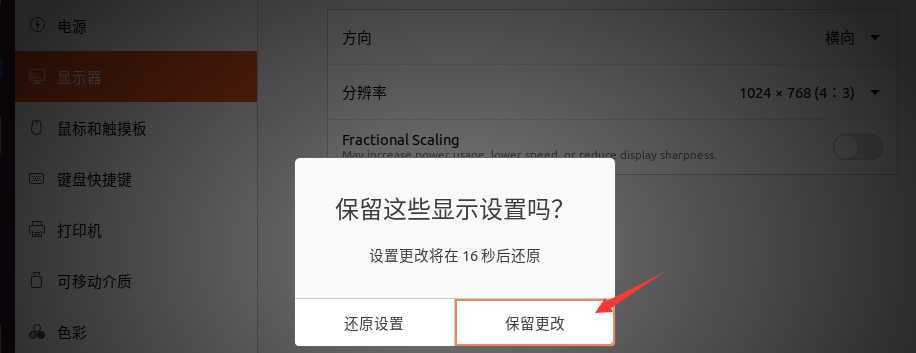 电源
显示器
鼠标和触摸板
键盘快捷键
打印机
可移动介质
色彩
方向 横向
分辨率 1024 × 768 (4∶3)
Fractional Scaling
May increase power usage, lower speed, or reduce display sharpness.
保留这些显示设置吗?
设置更改将在 16 秒后还原
还原设置 保留更改